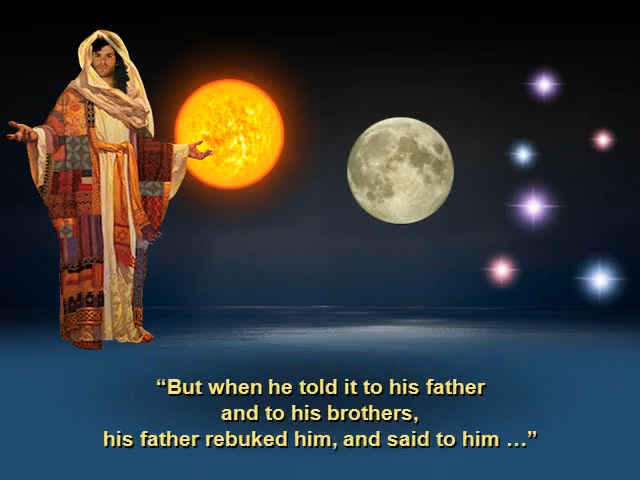 “But when he told it to his father
and to his brothers,
his father rebuked him, and said to him …”